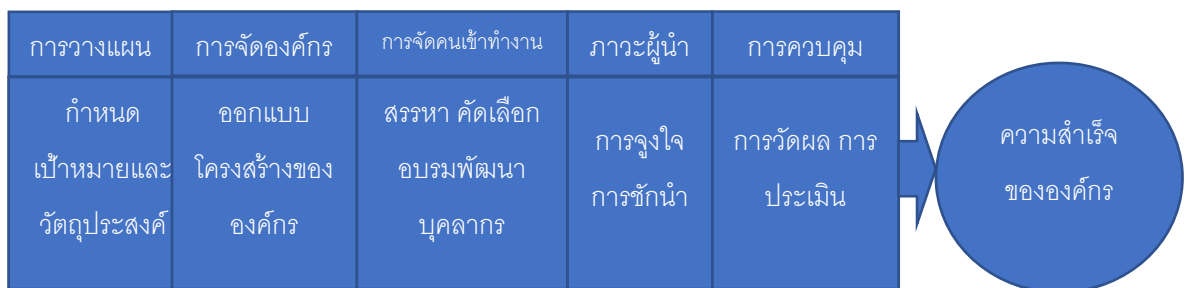 การวางแผน
การจัดองค์กร
การจัดคนเข้าทำงาน
ภาวะผู้นำ
การควบคุม
กำหนด
เป้าหมายและ
วัตถุประสงค์
ออกแบบ
โครงสร้างของ
องค์กร
สรรหา คัดเลือก
อบรมพัฒนา
บุคลากร
การจูงใจ
การชักนำ
การวัดผล การ
ประเมิน
ความสำเร็จ
ขององค์กร